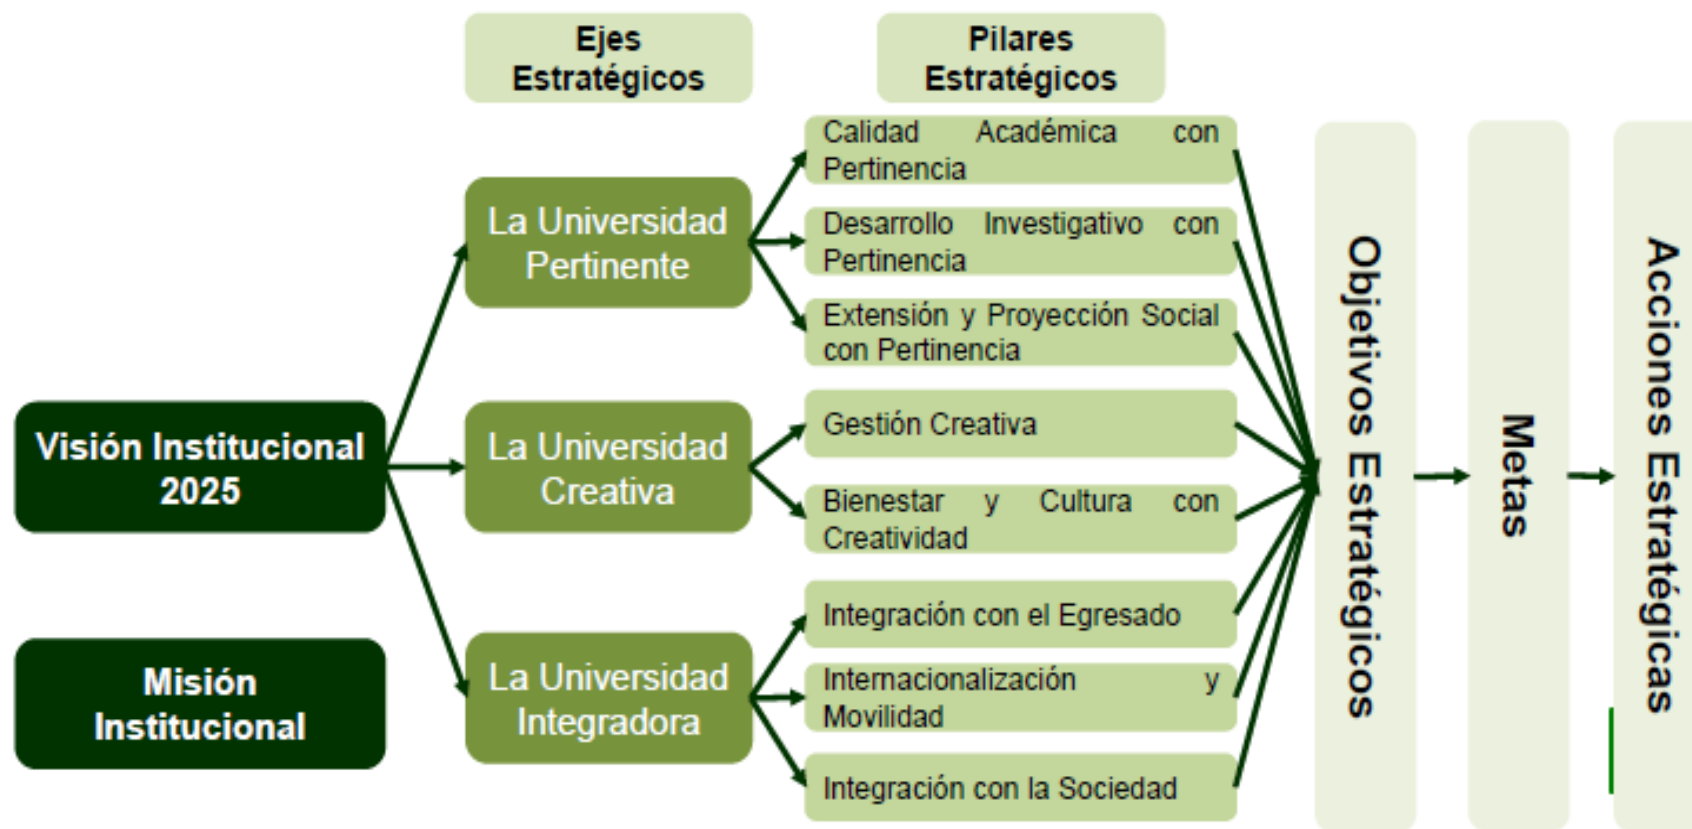 Ejes
Estratégicos
Pilares
Estratégicos
Calidad Académica con
Pertinencia
Desarrollo Investigativo con
Pertinencia
Extensión y Proyección Social
con Pertinencia
Gestión Creativa
Bienestar y Cultura con
Creatividad
Integración con el Egresado
Internacionalización y
Movilidad
Integración con la Sociedad
La Universidad
Pertinente
La Universidad
Creativa
La Universidad
Integradora
Visión Institucional
2025
Misión
Institucional
Objetivos Estratégicos
Metas
Acciones Estratégicas